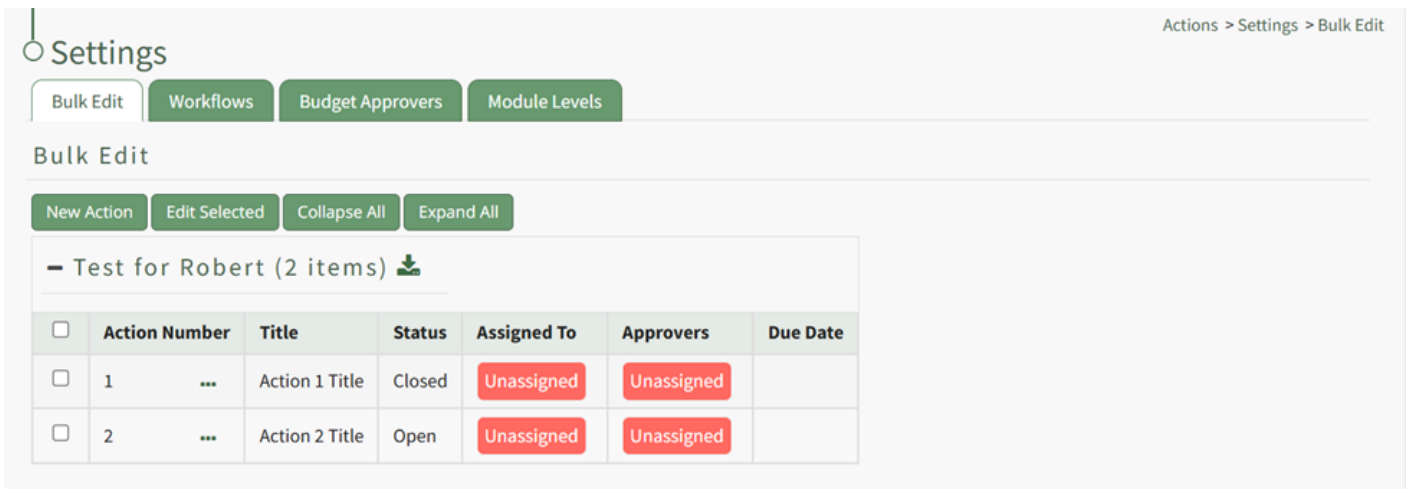 Actions > Settings > Bulk Edit
Settings
Bulk Edit Workflows Budget Approvers Module Levels
Bulk Edit
New Action Edit Selected Collapse All Expand All
Test for Robert (2 items)
Action Number Title Status Assigned To Approvers Due Date
1 ... Action 1 Title Closed Unassigned Unassigned
2 ... Action 2 Title Open Unassigned Unassigned